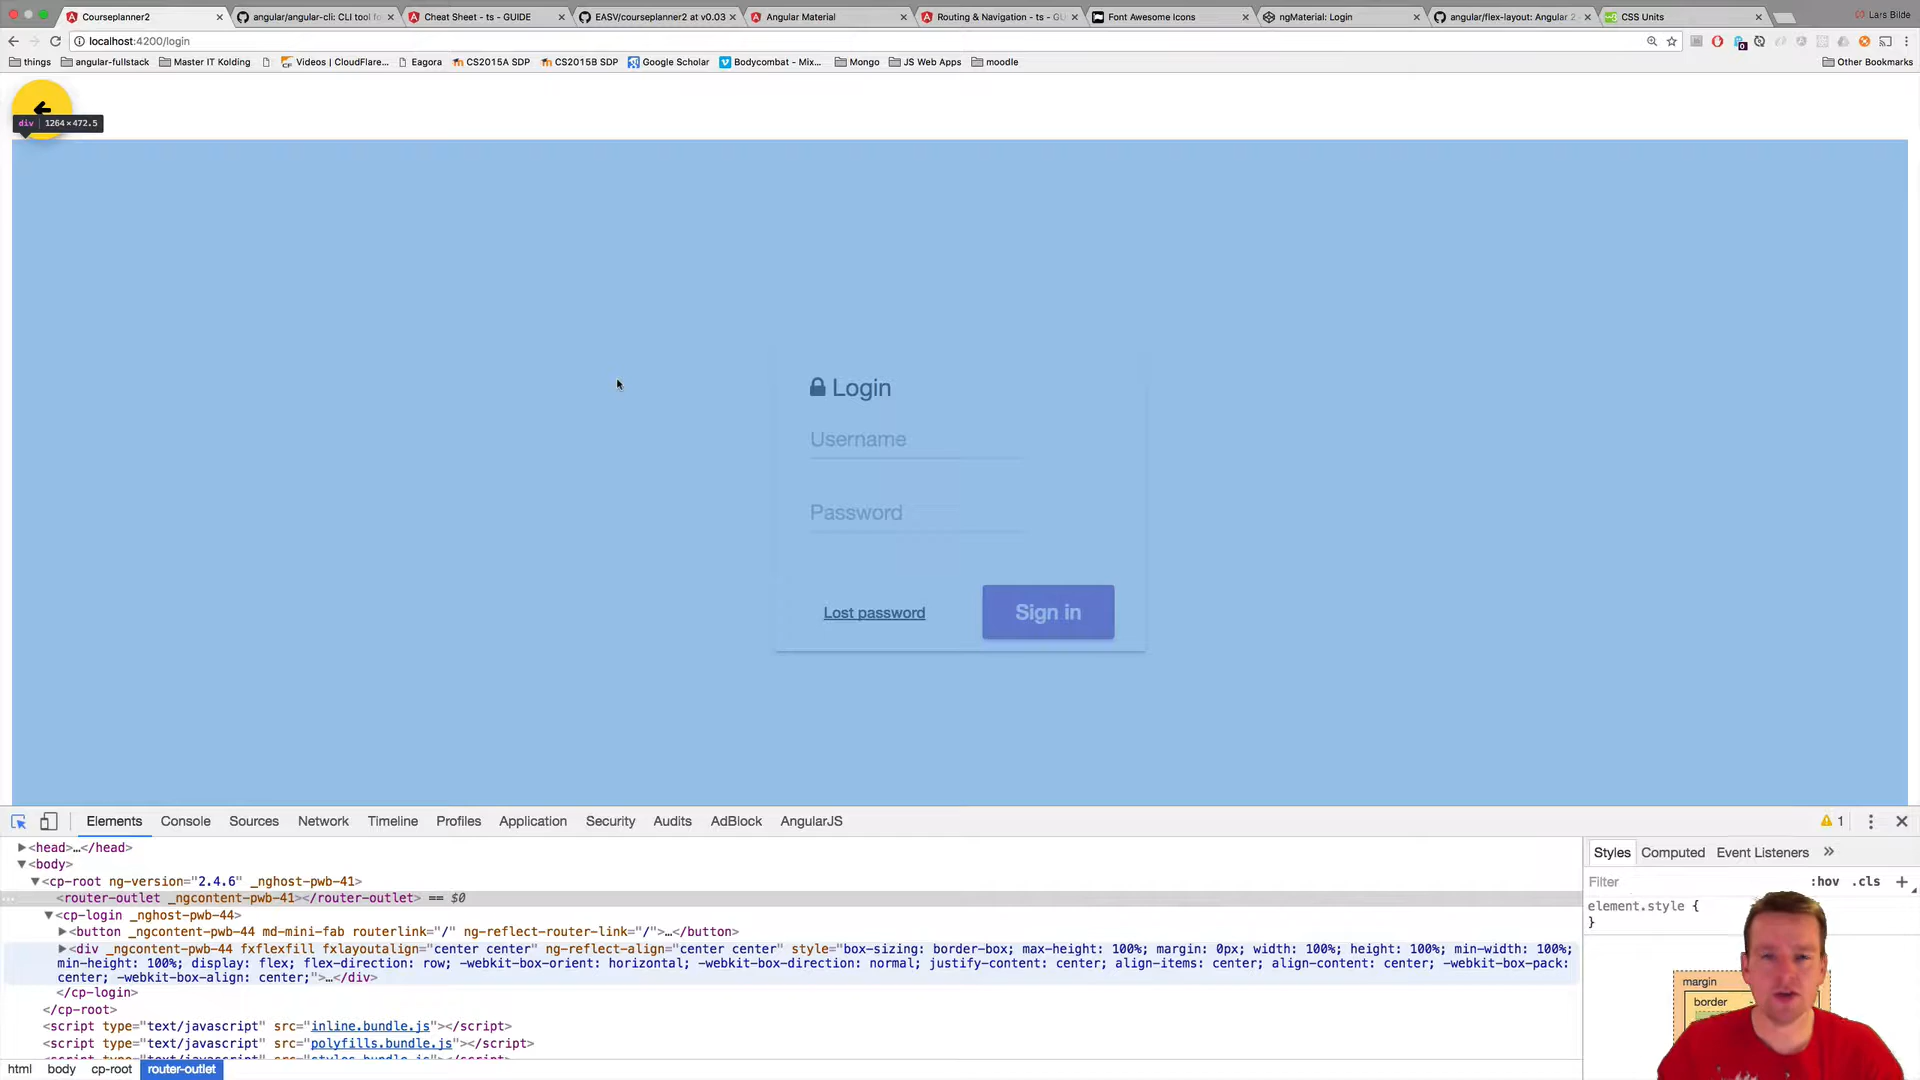 Courseplanner2
angular/angular-cli: CLI tool fo
Cheat Sheet - ts - GUIDE
EASV/courseplanner2 at v0.03
Angular Material
Routing & Navigation - ts - GU
Font Awesome Icons
ngMaterial: Login
angular/flex-layout: Angular 2
CSS Units
Lars Bilde
localhost:4200/login
things
angular-fullstack
Master IT Kolding
Videos | CloudFlare...
Eagora
CS2015A SDP
CS2015B SDP
Google Scholar
Bodycombat - Mix...
Mongo
JS Web Apps
moodle
Other Bookmarks
div | 1264×472.5
Login
Username
Password
Lost password
Sign in
Elements
Console
Sources
Network
Timeline
Profiles
Application
Security
Audits
AdBlock
AngularJS
1
<head>…</head>
<body>
<cp-root ng-version="2.4.6" _nghost-pwb-41>
<router-outlet _ngcontent-pwb-41></router-outlet> == $0
<cp-login _nghost-pwb-44>
<button _ngcontent-pwb-44 md-mini-fab routerlink="/" ng-reflect-router-link="/">…</button>
<div _ngcontent-pwb-44 fxflexfill fxlayoutalign="center center" ng-reflect-align="center center" style="box-sizing: border-box; max-height: 100%; margin: 0px; width: 100%; height: 100%; min-width: 100%;
min-height: 100%; display: flex; flex-direction: row; -webkit-box-orient: horizontal; -webkit-box-direction: normal; justify-content: center; align-items: center; align-content: center; -webkit-box-pack:
center; -webkit-box-align: center;">…</div>
</cp-login>
</cp-root>
<script type="text/javascript" src="inline.bundle.js"></script>
<script type="text/javascript" src="polyfills.bundle.js"></script>
<script type="text/javascript" src="styles.bundle.js"></script>
html
body
cp-root
router-outlet
Styles
Computed
Event Listeners
»
Filter
:hov
.cls
+
element.style {
}
margin
border